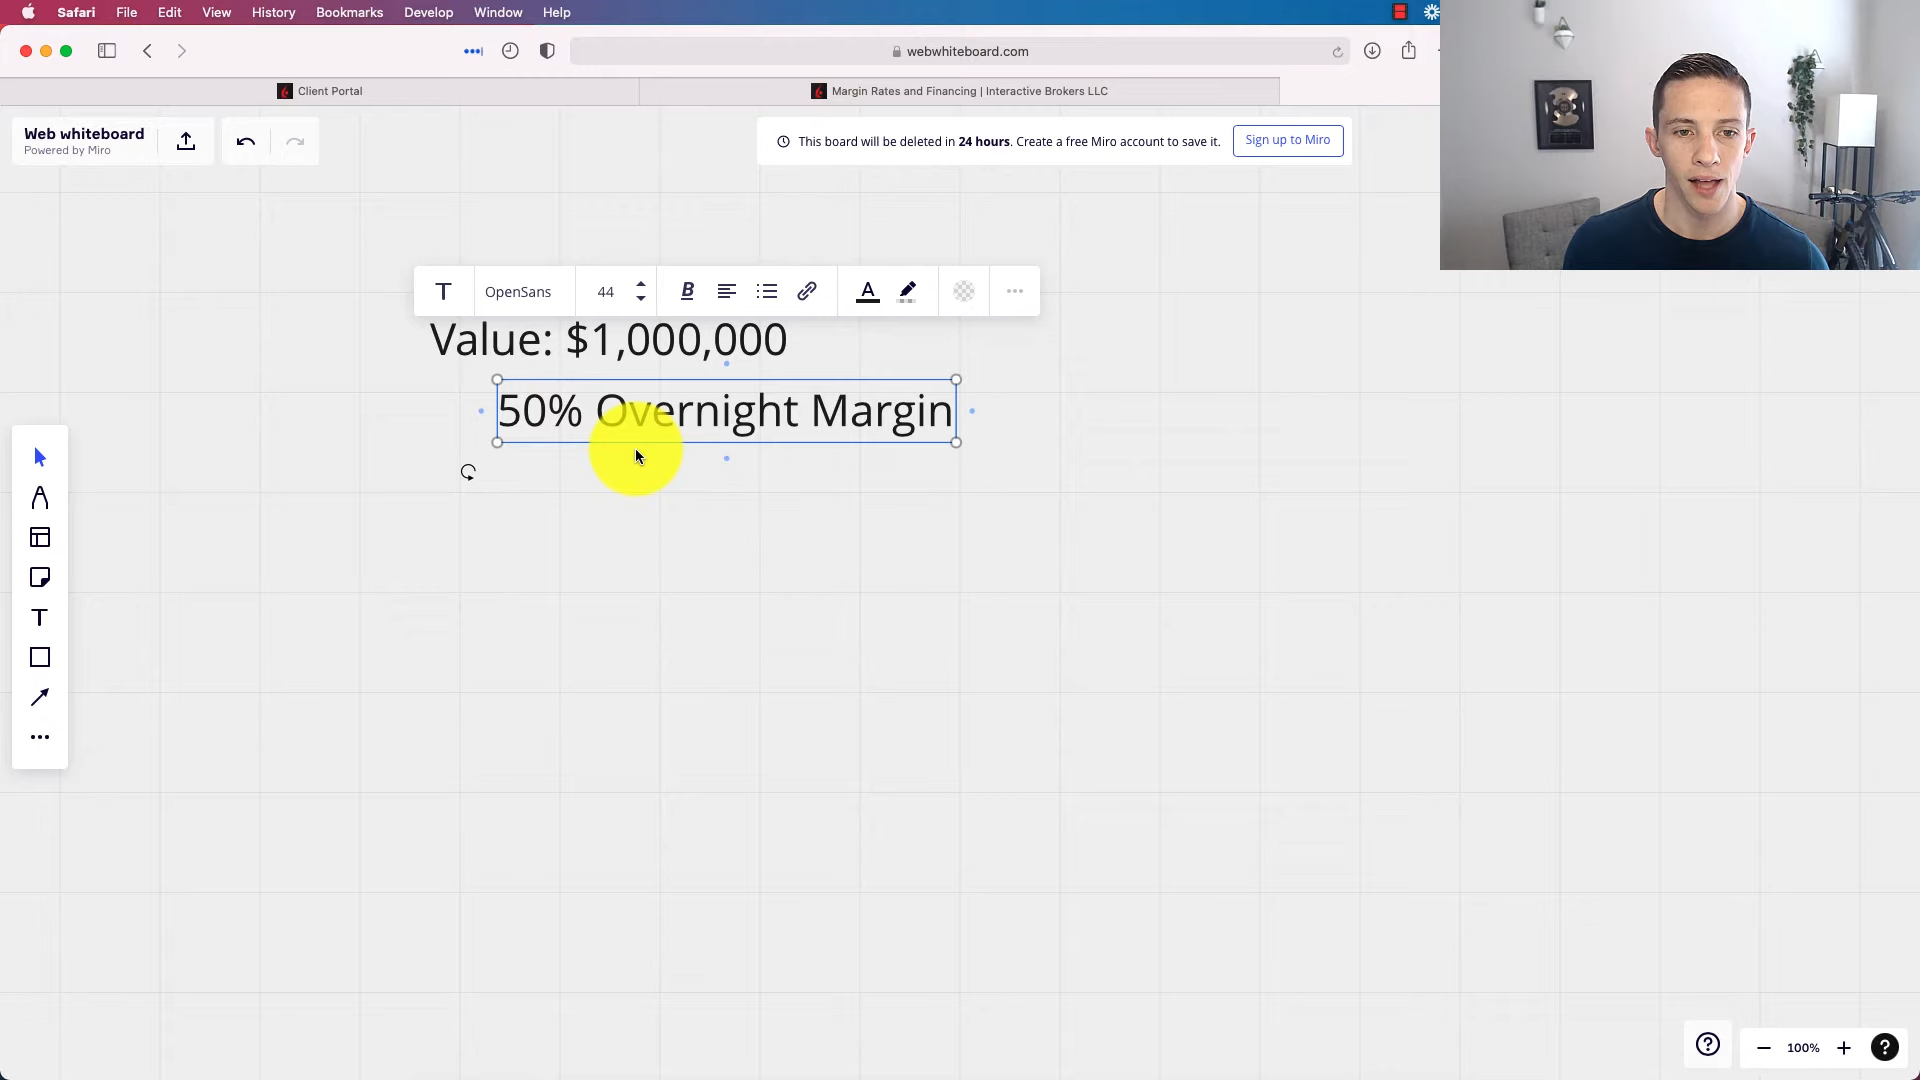 Safari File Edit View History Bookmarks Develop Window Help
webwhiteboard.com
Client Portal
Margin Rates and Financing | Interactive Brokers LLC
Web whiteboard
Powered by Miro
This board will be deleted in 24 hours. Create a free Miro account to save it.
Sign up to Miro
T OpenSans 44 B A
Value: $1,000,000
50% Overnight Margin
T
100%